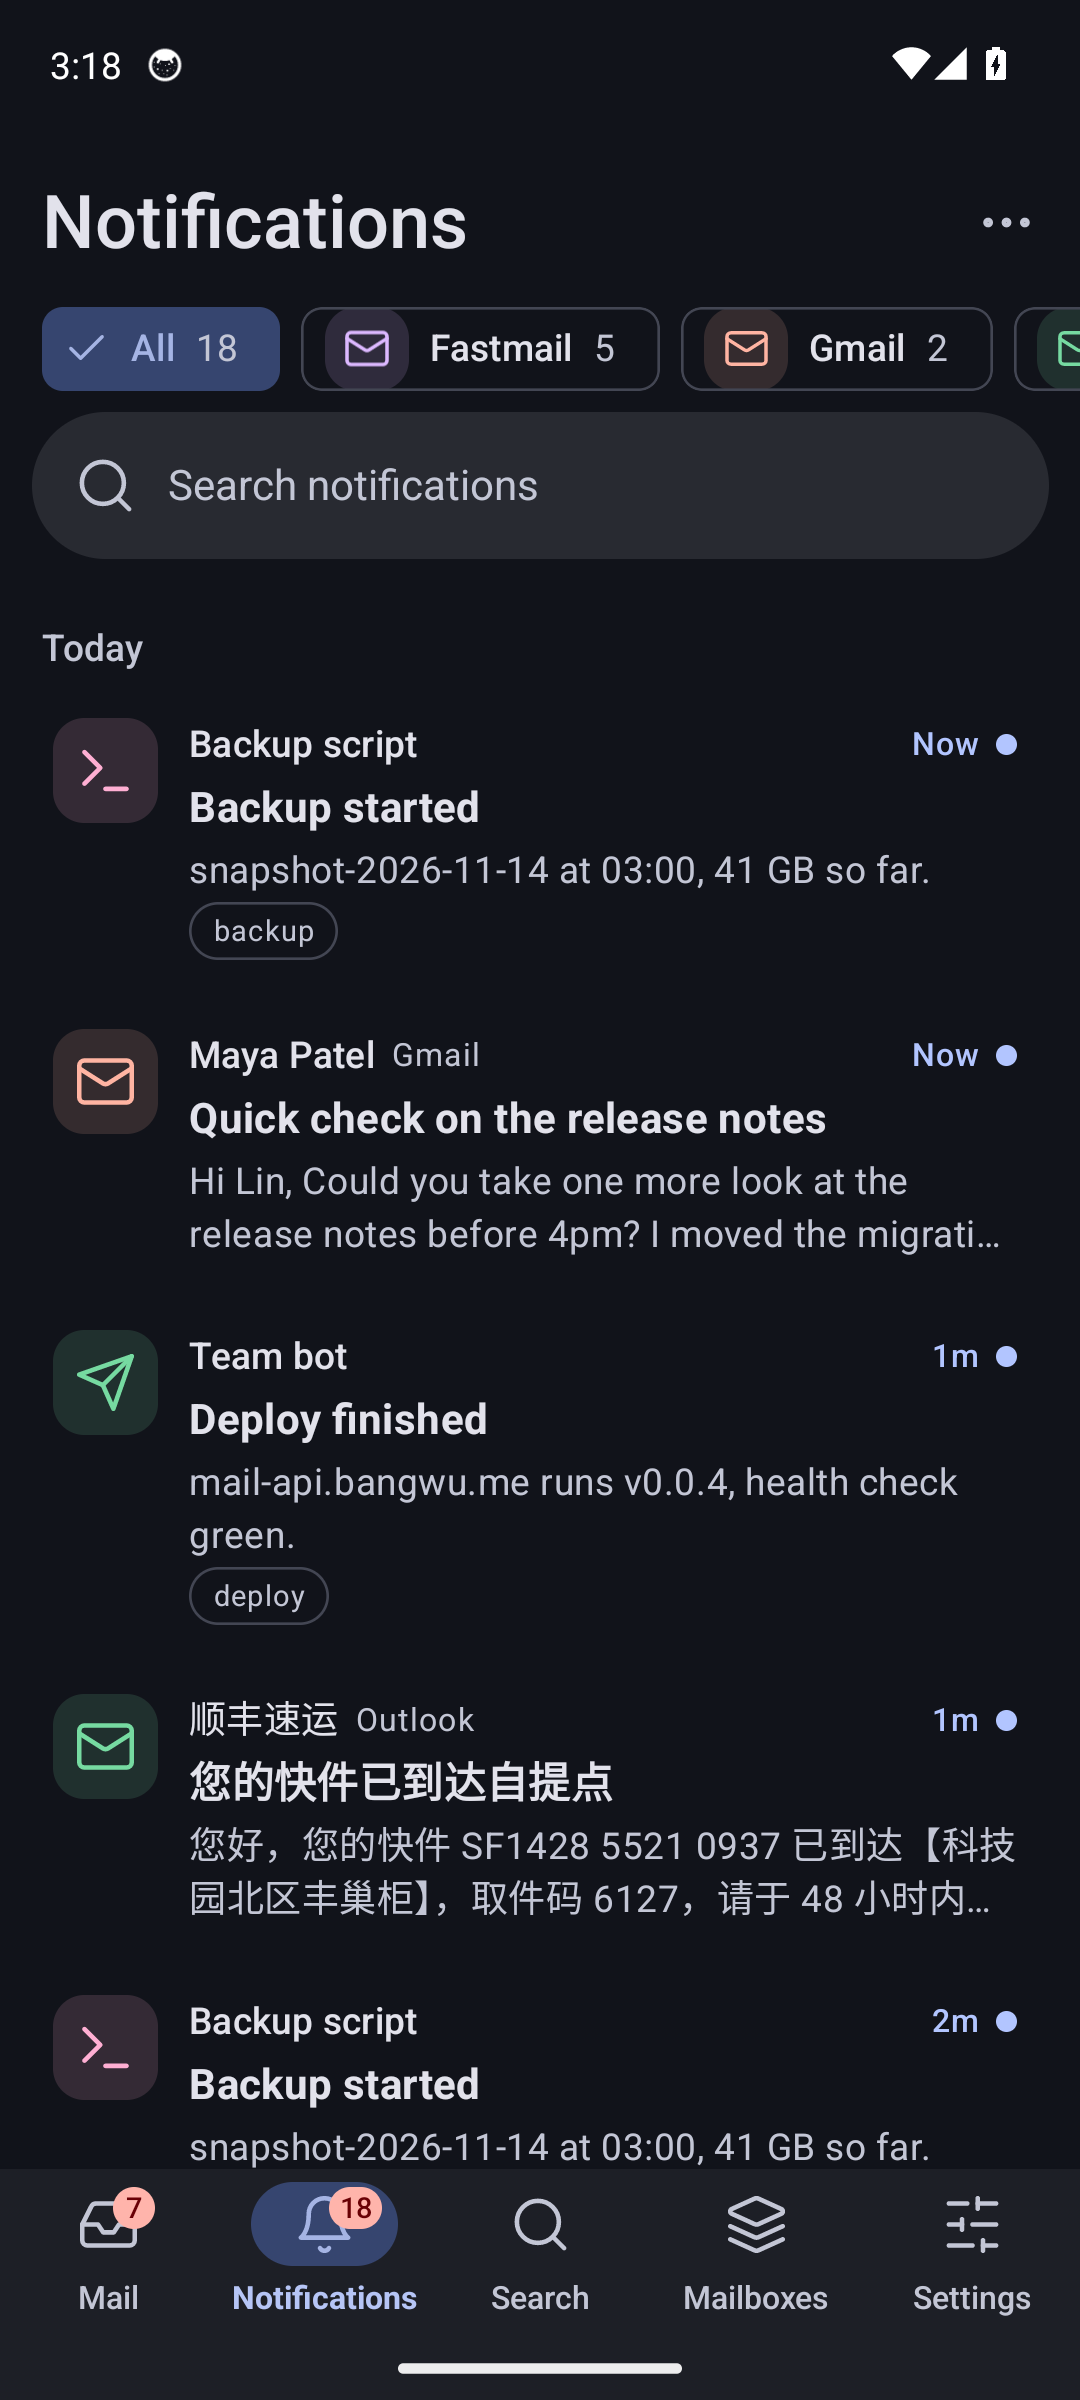 3:18
Notifications
All 18
Fastmail 5
Gmail 2
Search notifications
Today
Backup script
Now
Backup started
snapshot-2026-11-14 at 03:00, 41 GB so far.
backup
Maya Patel Gmail
Now
Quick check on the release notes
Hi Lin, Could you take one more look at the
release notes before 4pm? I moved the migrati…
Team bot
1m
Deploy finished
mail-api.bangwu.me runs v0.0.4, health check
green.
deploy
顺丰速运 Outlook
1m
您的快件已到达自提点
您好，您的快件 SF1428 5521 0937 已到达【科技
园北区丰巢柜】，取件码 6127，请于 48 小时内…
Backup script
2m
Backup started
snapshot-2026-11-14 at 03:00, 41 GB so far.
7
18
Mail
Notifications
Search
Mailboxes
Settings